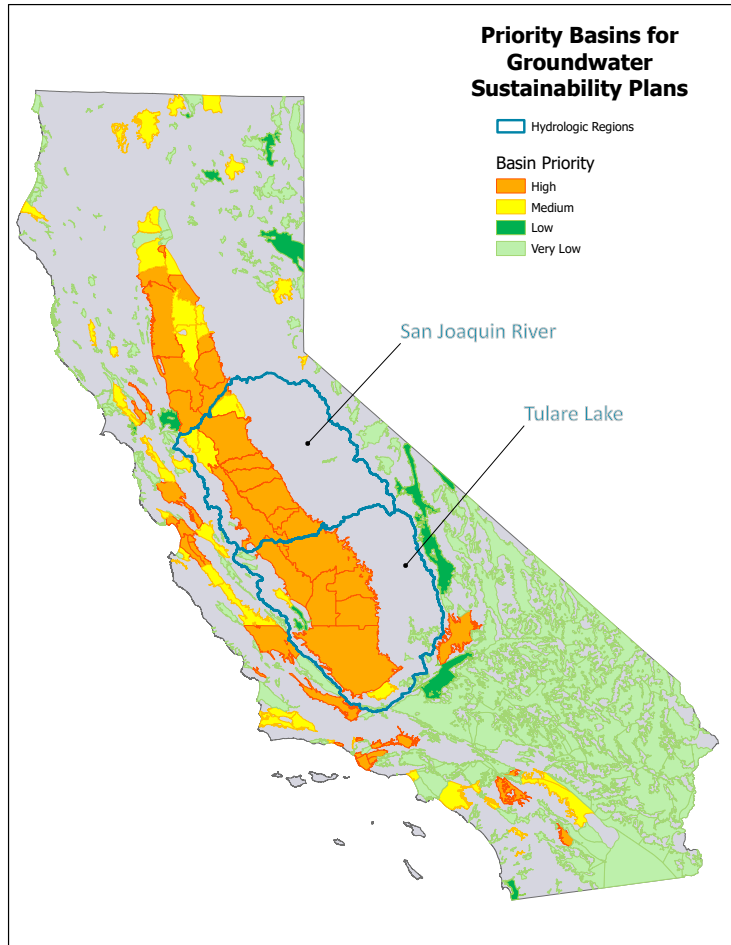 Priority Basins for
Groundwater
Sustainability Plans
Hydrologic Regions
Basin Priority
High
Medium
Low
Very Low
San Joaquin River
Tulare Lake